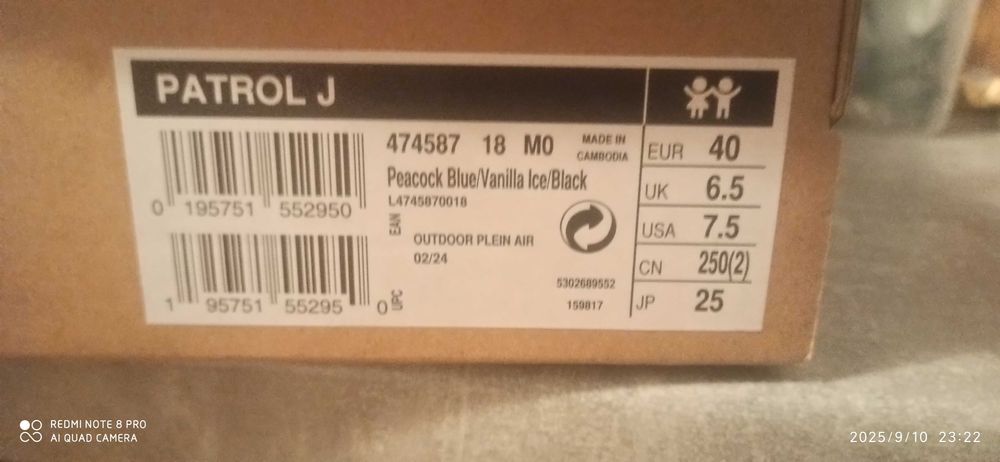 PATROL J
474587 18 M0
MADE IN
CAMBODIA
Peacock Blue/Vanilla Ice/Black
L4745870018
0 195751 552950
EAN
OUTDOOR PLEIN AIR
02/24
1 95751 55295 0
UPC
5302689552
159817
EUR 40
UK 6.5
USA 7.5
CN 250(2)
JP 25
REDMI NOTE 8 PRO
AI QUAD CAMERA
2025/9/10 23:22